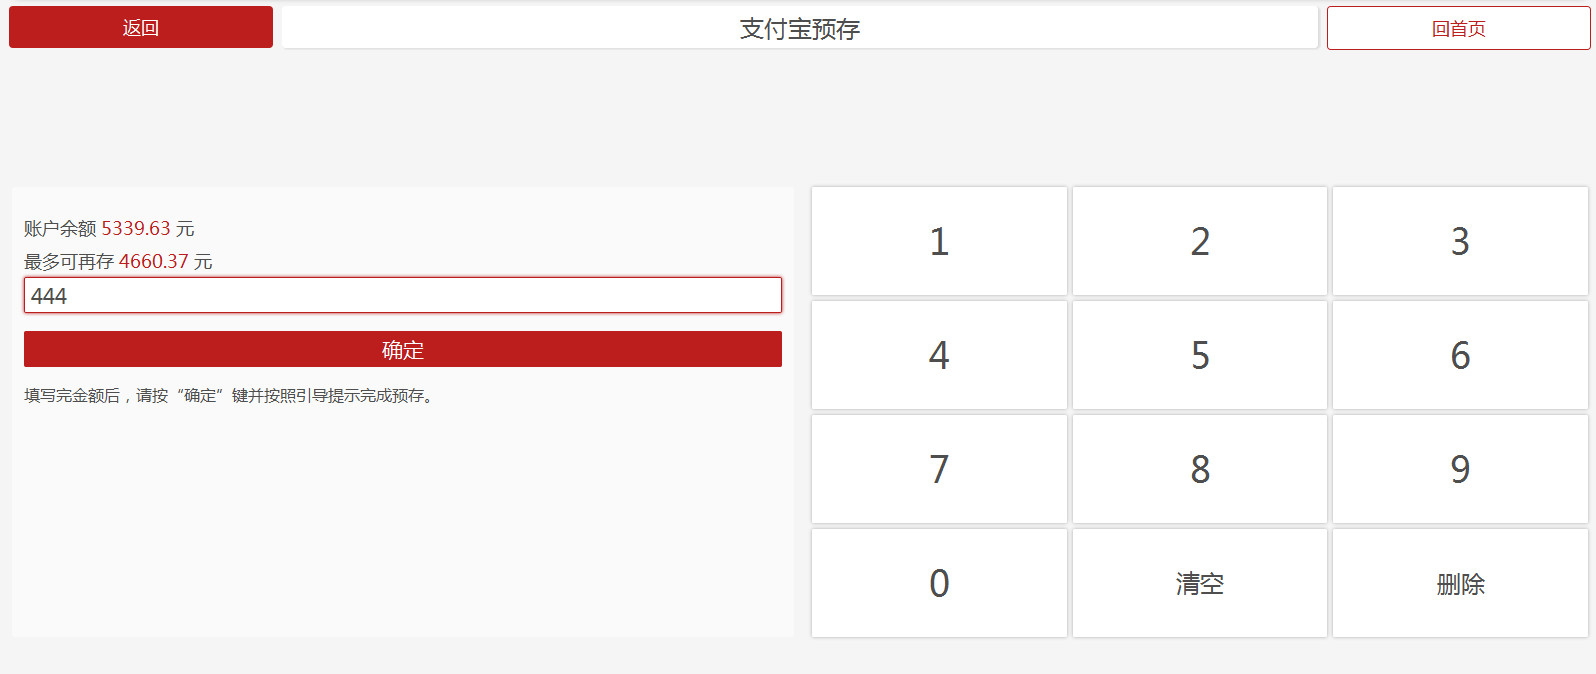 返回
支付宝预存
回首页
账户余额 5339.63 元
最多可再存 4660.37 元
444
确定
填写完金额后，请按“确定”键并按照引导提示完成预存。
1 2 3
4 5 6
7 8 9
0 清空 删除